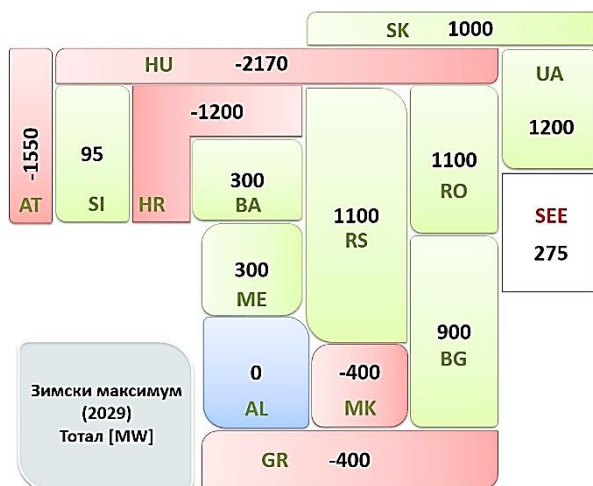 SK 1000
HU -2170
UA
1200
-1550
AT
95
SI
-1200
HR
300
BA
1100
RS
1100
RO
SEE
275
300
ME
900
BG
0
AL
-400
MK
GR -400
Зимски максимум
(2029)
Тотал [MW]